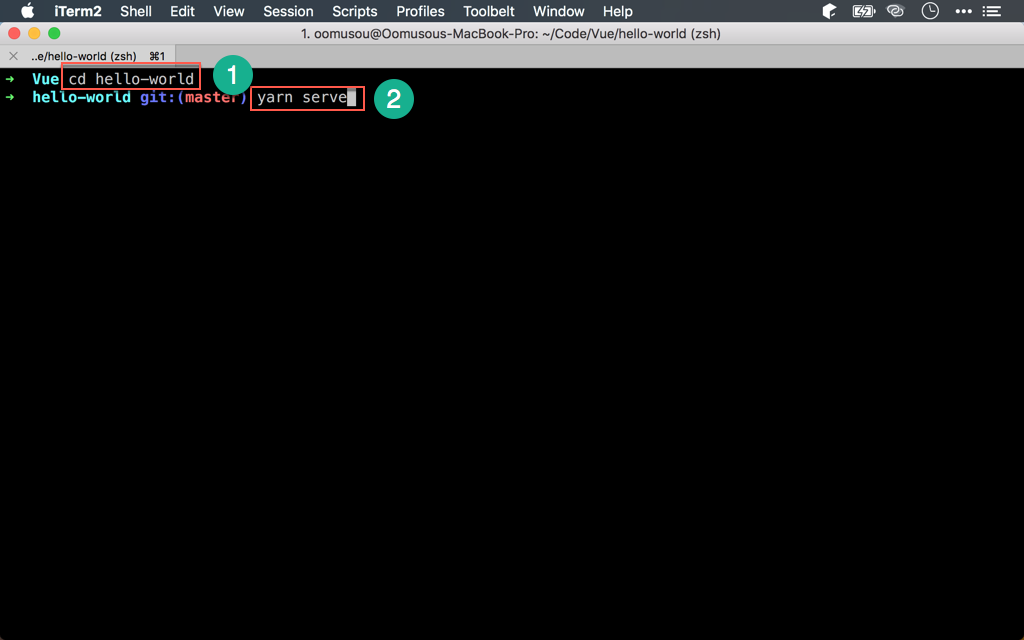 iTerm2 Shell Edit View Session Scripts Profiles Toolbelt Window Help
1. oomusou@Oomusous-MacBook-Pro: ~/Code/Vue/hello-world (zsh)
..e/hello-world (zsh) ⌘1
➜ Vue cd hello-world 1
➜ hello-world git:(master) yarn serve 2